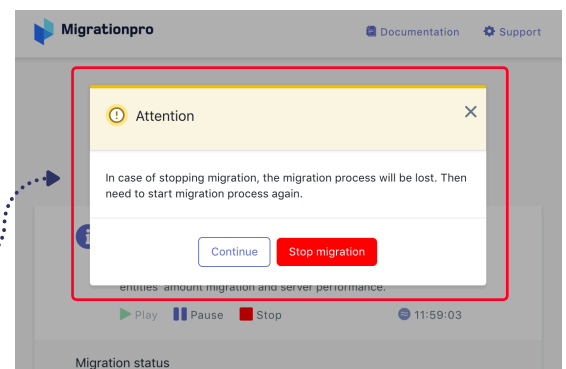 Migrationpro
Documentation
Support
Attention
In case of stopping migration, the migration process will be lost. Then
need to start migration process again.
Continue
Stop migration
entities' amount migration and server performance.
Play
Pause
Stop
11:59:03
Migration status